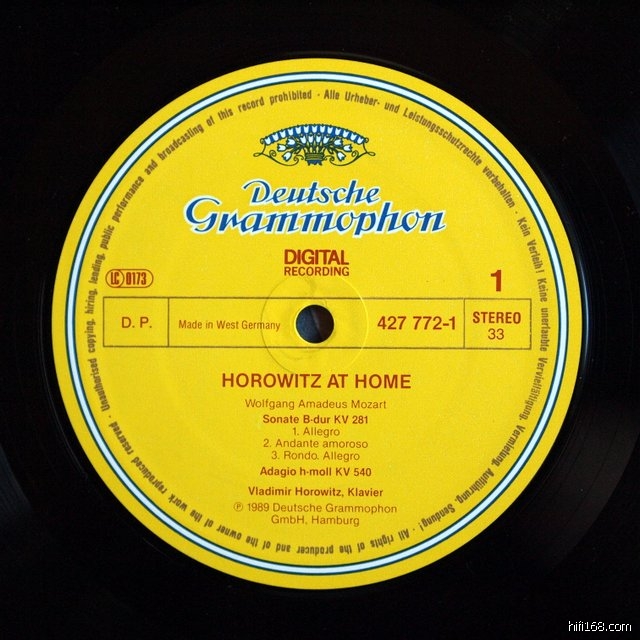 Unauthorised copying, hiring, lending, public performance and broadcasting of this record prohibited · Alle Urheber- und Leistungsschutzrechte vorbehalten · Kein Verleih! Keine unerlaubte Vervielfältigung, Vermietung, Aufführung, Sendung! · All rights of the producer and of the owner of the work reproduced reserved ·
Deutsche
Grammophon
DIGITAL
RECORDING
LC 0173
1
D. P.
Made in West Germany
427 772-1
STEREO
33
HOROWITZ AT HOME
Wolfgang Amadeus Mozart
Sonate B-dur KV 281
1. Allegro
2. Andante amoroso
3. Rondo. Allegro
Adagio h-moll KV 540
Vladimir Horowitz, Klavier
℗ 1989 Deutsche Grammophon
GmbH, Hamburg
hifi168.com